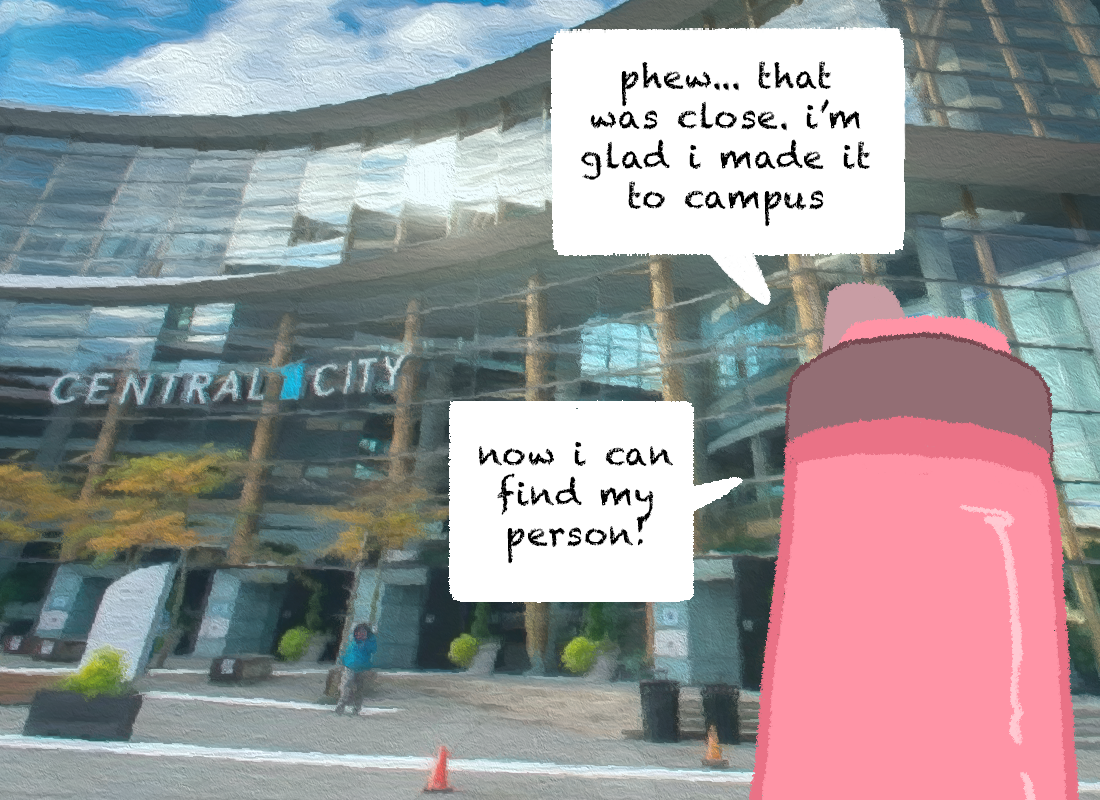 phew... that
was close. i'm
glad i made it
to campus
CENTRAL CITY
now i can
find my
person!